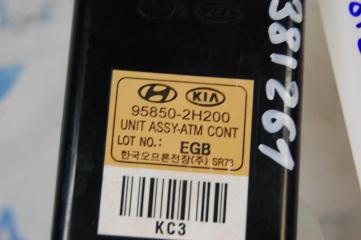 KIA
95850-2H200
UNIT ASSY-ATM CONT
LOT NO.: EGB
한국오므론전장(주) SR73
KC3
381269